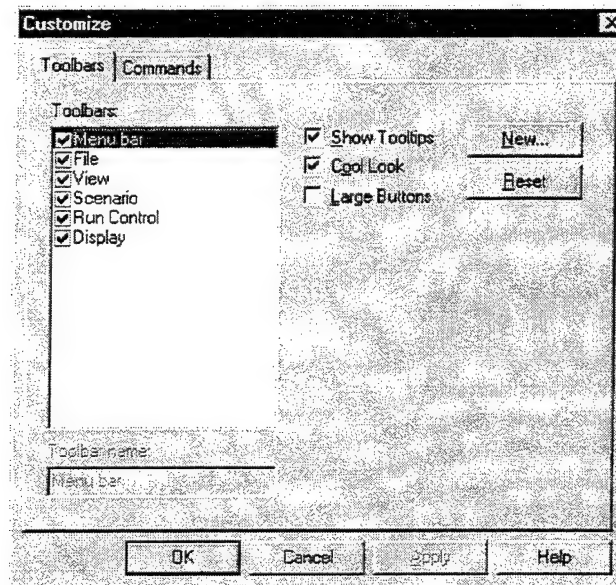 Customize
Toolbars
Commands
Toolbars:
Menu bar
File
View
Scenario
Run Control
Display
Show Tooltips
Cool Look
Large Buttons
New...
Reset
Toolbar name:
Menu bar
OK
Cancel
Apply
Help